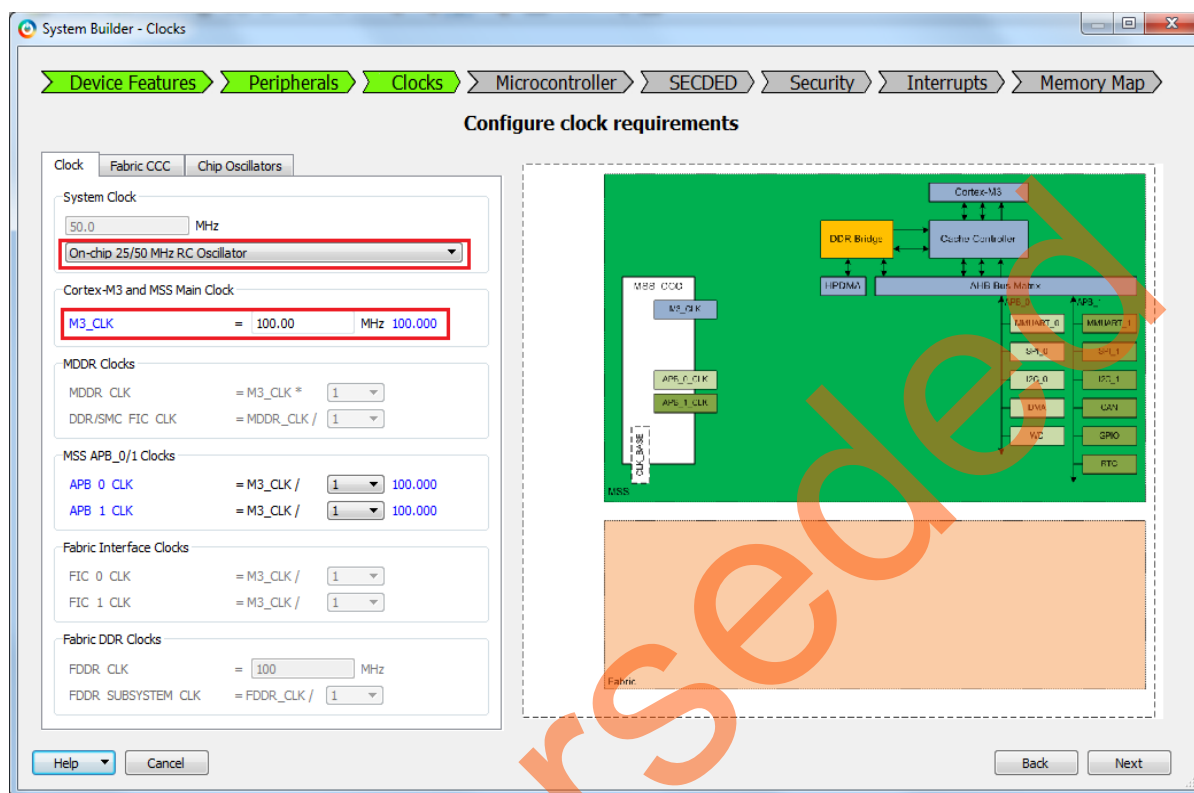 System Builder - Clocks
Device Features Peripherals Clocks Microcontroller SECDED Security Interrupts Memory Map
Configure clock requirements
Clock Fabric CCC Chip Oscillators
System Clock
50.0 MHz
On-chip 25/50 MHz RC Oscillator
Cortex-M3 and MSS Main Clock
M3_CLK = 100.00 MHz 100.000
MDDR Clocks
MDDR CLK = M3_CLK * 1
DDR/SMC FIC CLK = MDDR_CLK / 1
MSS APB_0/1 Clocks
APB 0 CLK = M3_CLK / 1 100.000
APB 1 CLK = M3_CLK / 1 100.000
Fabric Interface Clocks
FIC 0 CLK = M3_CLK / 1
FIC 1 CLK = M3_CLK / 1
Fabric DDR Clocks
FDDR CLK = 100 MHz
FDDR SUBSYSTEM CLK = FDDR_CLK / 1
Cortex-M3
DDR Bridge Cache Controller
MSS CCC HPDMA AHB Bus Matrix
M3_CLK APB_0 APB_1
MMUART_0 MMUART_1
SPI_0 SPI_1
APB_0_CLK I2C_0 I2C_1
APB_1_CLK DMA CAN
WD GPIO
CLK_BASE RTC
MSS
Fabric
rseded
Help Cancel Back Next